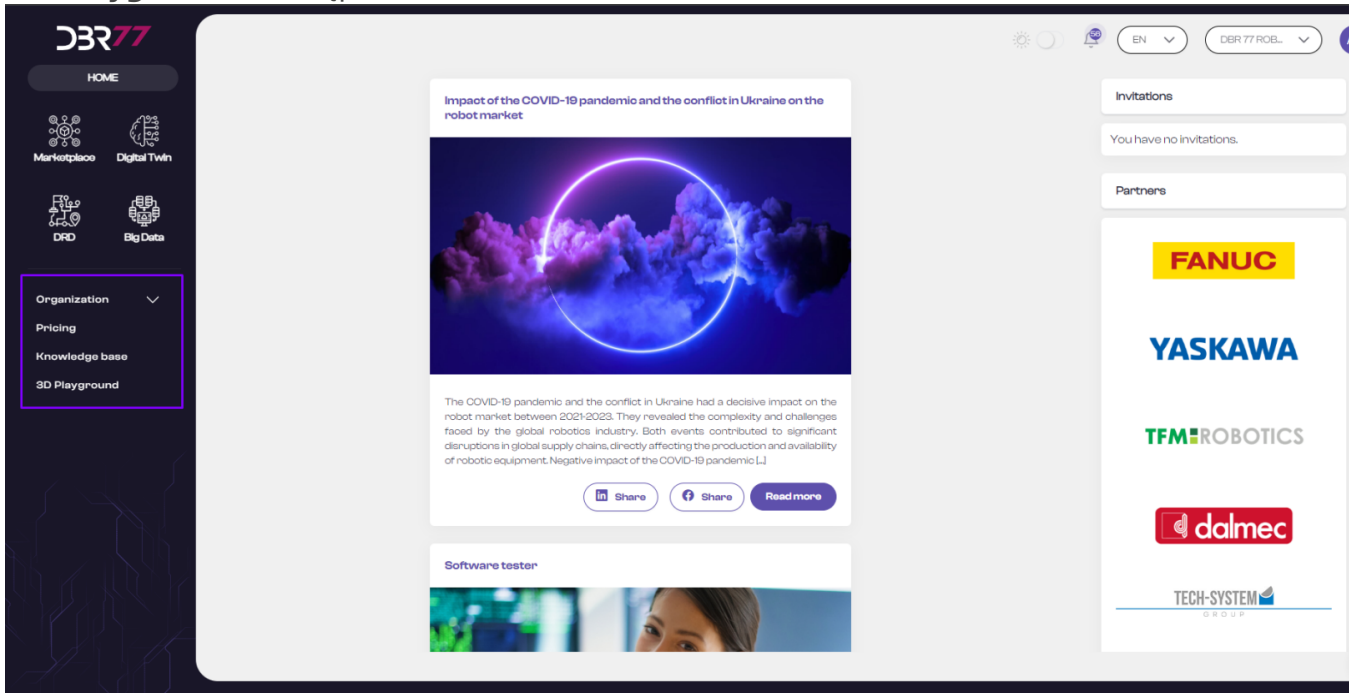 DBR77
HOME
Marketplace
Digital Twin
DRD
Big Data
Organization
Pricing
Knowledge base
3D Playground
56
EN
DBR 77 ROB...
Impact of the COVID-19 pandemic and the conflict in Ukraine on the
robot market
The COVID-19 pandemic and the conflict in Ukraine had a decisive impact on the
robot market between 2021-2023. They revealed the complexity and challenges
faced by the global robotics industry. Both events contributed to significant
disruptions in global supply chains, directly affecting the production and availability
of robotic equipment. Negative impact of the COVID-19 pandemic [...]
Share
Share
Read more
Software tester
Invitations
You have no invitations.
Partners
FANUC
YASKAWA
TFM ROBOTICS
dalmec
TECH-SYSTEM
GROUP